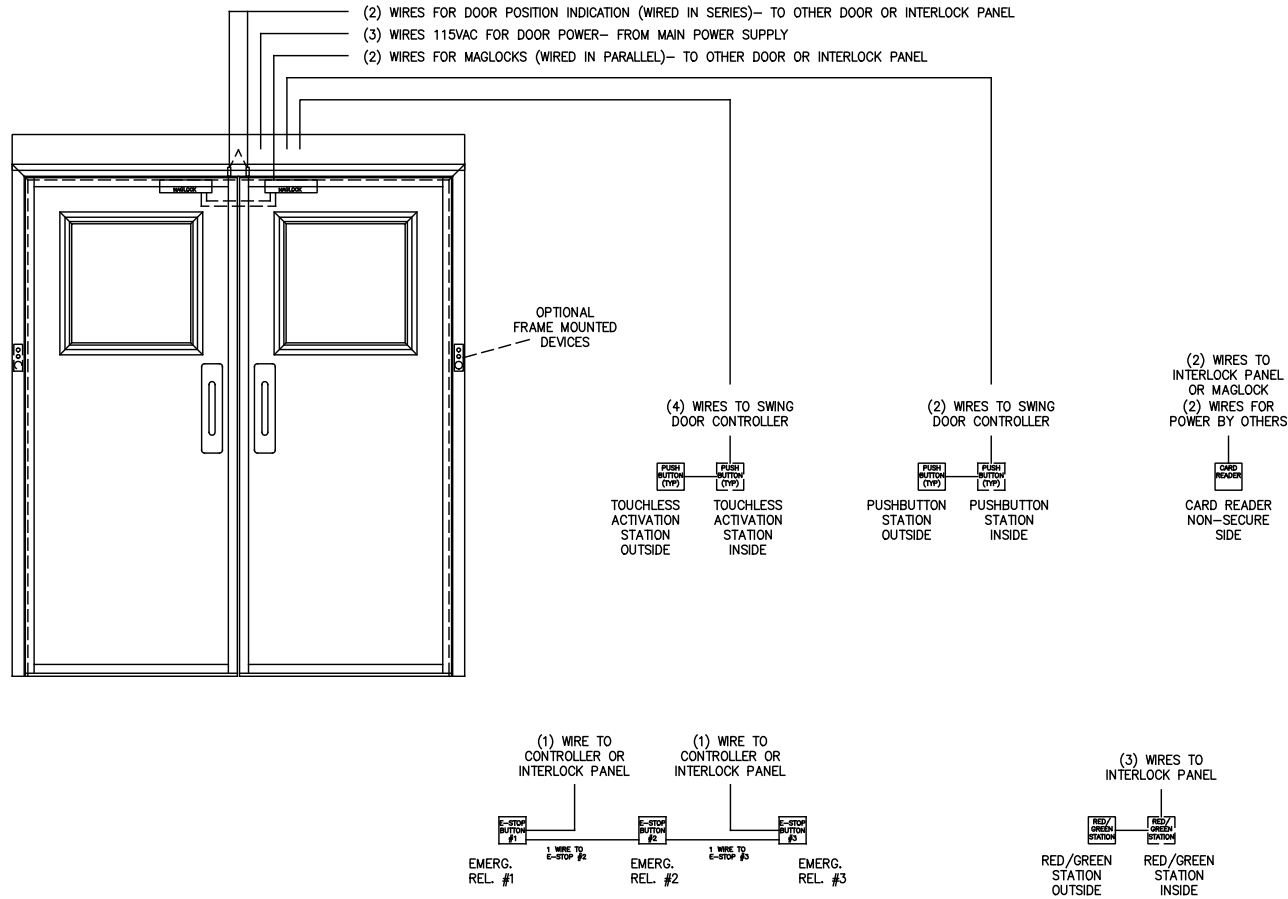 (2) WIRES FOR DOOR POSITION INDICATION (WIRED IN SERIES)– TO OTHER DOOR OR INTERLOCK PANEL
(3) WIRES 115VAC FOR DOOR POWER– FROM MAIN POWER SUPPLY
(2) WIRES FOR MAGLOCKS (WIRED IN PARALLEL)– TO OTHER DOOR OR INTERLOCK PANEL
MAGLOCK
MAGLOCK
OPTIONAL
FRAME MOUNTED
DEVICES
(4) WIRES TO SWING
DOOR CONTROLLER
PUSH
BUTTON
(TYP)
PUSH
BUTTON
(TYP)
TOUCHLESS
ACTIVATION
STATION
OUTSIDE
TOUCHLESS
ACTIVATION
STATION
INSIDE
(2) WIRES TO SWING
DOOR CONTROLLER
PUSH
BUTTON
(TYP)
PUSH
BUTTON
(TYP)
PUSHBUTTON
STATION
OUTSIDE
PUSHBUTTON
STATION
INSIDE
(2) WIRES TO
INTERLOCK PANEL
OR MAGLOCK
(2) WIRES FOR
POWER BY OTHERS
CARD
READER
CARD READER
NON–SECURE
SIDE
(1) WIRE TO
CONTROLLER OR
INTERLOCK PANEL
(1) WIRE TO
CONTROLLER OR
INTERLOCK PANEL
E–STOP
BUTTON
#1
1 WIRE TO
E–STOP #2
E–STOP
BUTTON
#2
1 WIRE TO
E–STOP #3
E–STOP
BUTTON
#3
EMERG.
REL. #1
EMERG.
REL. #2
EMERG.
REL. #3
(3) WIRES TO
INTERLOCK PANEL
RED/
GREEN
STATION
RED/
GREEN
STATION
RED/GREEN
STATION
OUTSIDE
RED/GREEN
STATION
INSIDE